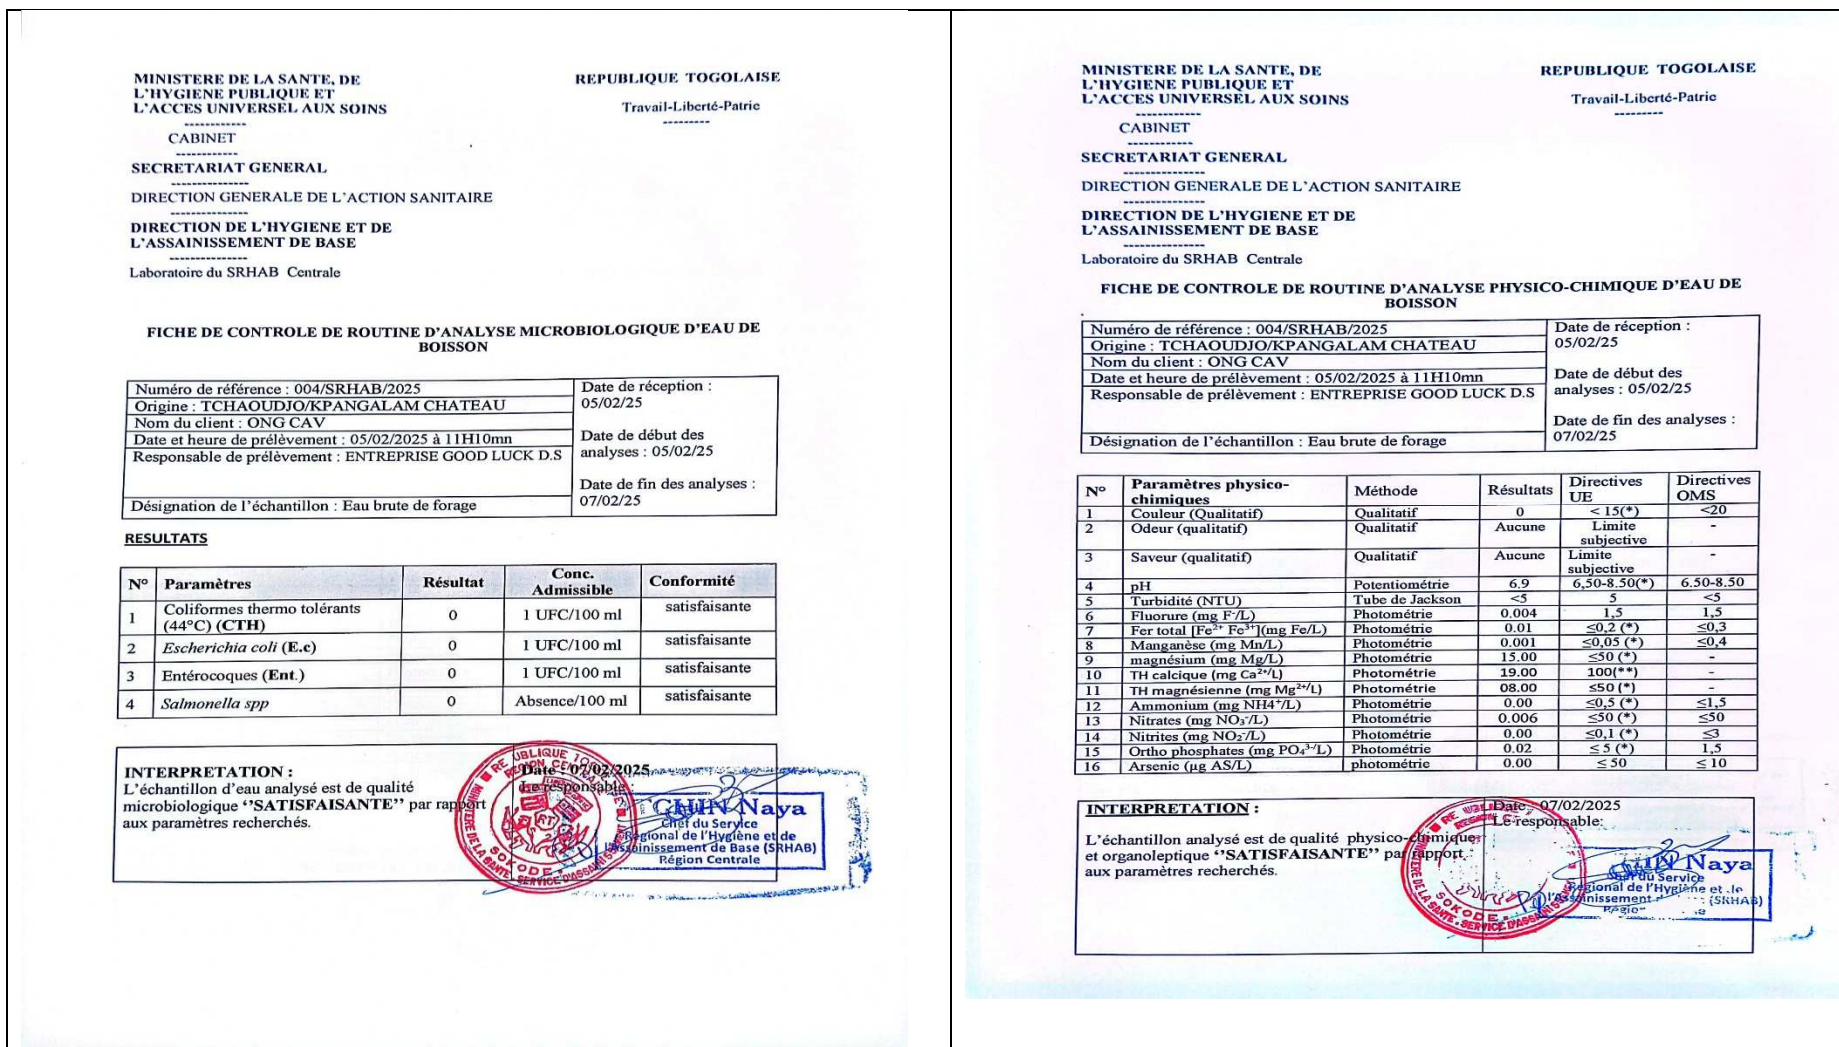 MINISTERE DE LA SANTE, DE
L'HYGIENE PUBLIQUE ET
L'ACCES UNIVERSEL AUX SOINS
------------
CABINET
------------
SECRETARIAT GENERAL
---------------
DIRECTION GENERALE DE L'ACTION SANITAIRE
---------------
DIRECTION DE L'HYGIENE ET DE
L'ASSAINISSEMENT DE BASE
---------------
Laboratoire du SRHAB Centrale
REPUBLIQUE TOGOLAISE
Travail-Liberté-Patrie
---------
FICHE DE CONTROLE DE ROUTINE D'ANALYSE MICROBIOLOGIQUE D'EAU DE
BOISSON
Numéro de référence : 004/SRHAB/2025
Origine : TCHAOUDJO/KPANGALAM CHATEAU
Nom du client : ONG CAV
Date et heure de prélèvement : 05/02/2025 à 11H10mn
Responsable de prélèvement : ENTREPRISE GOOD LUCK D.S
Désignation de l'échantillon : Eau brute de forage
Date de réception :
05/02/25
Date de début des
analyses : 05/02/25
Date de fin des analyses :
07/02/25
RESULTATS
N° Paramètres Résultat Conc. Admissible Conformité
1 Coliformes thermo tolérants (44°C) (CTH) 0 1 UFC/100 ml satisfaisante
2 Escherichia coli (E.c) 0 1 UFC/100 ml satisfaisante
3 Entérocoques (Ent.) 0 1 UFC/100 ml satisfaisante
4 Salmonella spp 0 Absence/100 ml satisfaisante
INTERPRETATION :
L'échantillon d'eau analysé est de qualité
microbiologique ‘‘SATISFAISANTE’’ par rapport
aux paramètres recherchés.
Date : 07/02/2025
Le responsable :
CHIN Naya
Chef du Service
Régional de l'Hygiène et de
l'Assainissement de Base (SRHAB)
Région Centrale
MINISTERE DE LA SANTE - SERVICE D'ASSAINISSEMENT
SOKODE
MINISTERE DE LA SANTE, DE
L'HYGIENE PUBLIQUE ET
L'ACCES UNIVERSEL AUX SOINS
------------
CABINET
------------
SECRETARIAT GENERAL
---------------
DIRECTION GENERALE DE L'ACTION SANITAIRE
---------------
DIRECTION DE L'HYGIENE ET DE
L'ASSAINISSEMENT DE BASE
---------------
Laboratoire du SRHAB Centrale
REPUBLIQUE TOGOLAISE
Travail-Liberté-Patrie
---------
FICHE DE CONTROLE DE ROUTINE D'ANALYSE PHYSICO-CHIMIQUE D'EAU DE
BOISSON
Numéro de référence : 004/SRHAB/2025
Origine : TCHAOUDJO/KPANGALAM CHATEAU
Nom du client : ONG CAV
Date et heure de prélèvement : 05/02/2025 à 11H10mn
Responsable de prélèvement : ENTREPRISE GOOD LUCK D.S
Désignation de l'échantillon : Eau brute de forage
Date de réception :
05/02/25
Date de début des
analyses : 05/02/25
Date de fin des analyses :
07/02/25
N° Paramètres physico-chimiques Méthode Résultats Directives UE Directives OMS
1 Couleur (Qualitatif) Qualitatif 0 < 15(*) <20
2 Odeur (qualitatif) Qualitatif Aucune Limite subjective -
3 Saveur (qualitatif) Qualitatif Aucune Limite subjective -
4 pH Potentiométrie 6,9 6,50-8.50(*) 6.50-8.50
5 Turbidité (NTU) Tube de Jackson <5 5 <5
6 Fluorure (mg F⁻/L) Photométrie 0.004 1,5 1,5
7 Fer total [Fe²⁺ Fe³⁺](mg Fe/L) Photométrie 0.01 ≤0,2 (*) ≤0,3
8 Manganèse (mg Mn/L) Photométrie 0.001 ≤0,05 (*) ≤0,4
9 magnésium (mg Mg/L) Photométrie 15.00 ≤50 (*) -
10 TH calcique (mg Ca²⁺/L) Photométrie 19.00 100(**) -
11 TH magnésienne (mg Mg²⁺/L) Photométrie 08.00 ≤50 (*) -
12 Ammonium (mg NH4⁺/L) Photométrie 0.00 ≤0,5 (*) ≤1,5
13 Nitrates (mg NO₃⁻/L) Photométrie 0.006 ≤50 (*) ≤50
14 Nitrites (mg NO₂⁻/L) Photométrie 0.00 ≤0,1 (*) ≤3
15 Ortho phosphates (mg PO₄³⁻/L) Photométrie 0.02 ≤ 5 (*) 1,5
16 Arsenic (µg AS/L) photométrie 0.00 ≤ 50 ≤ 10
INTERPRETATION :
L'échantillon analysé est de qualité physico-chimique
et organoleptique ‘‘SATISFAISANTE’’ par rapport
aux paramètres recherchés.
Date : 07/02/2025
Le responsable:
Naya
Chef du Service
Régional de l'Hygiène et de
l'Assainissement (SRHAB)
MINISTERE DE LA SANTE - SERVICE D'ASSAINISSEMENT
SOKODE